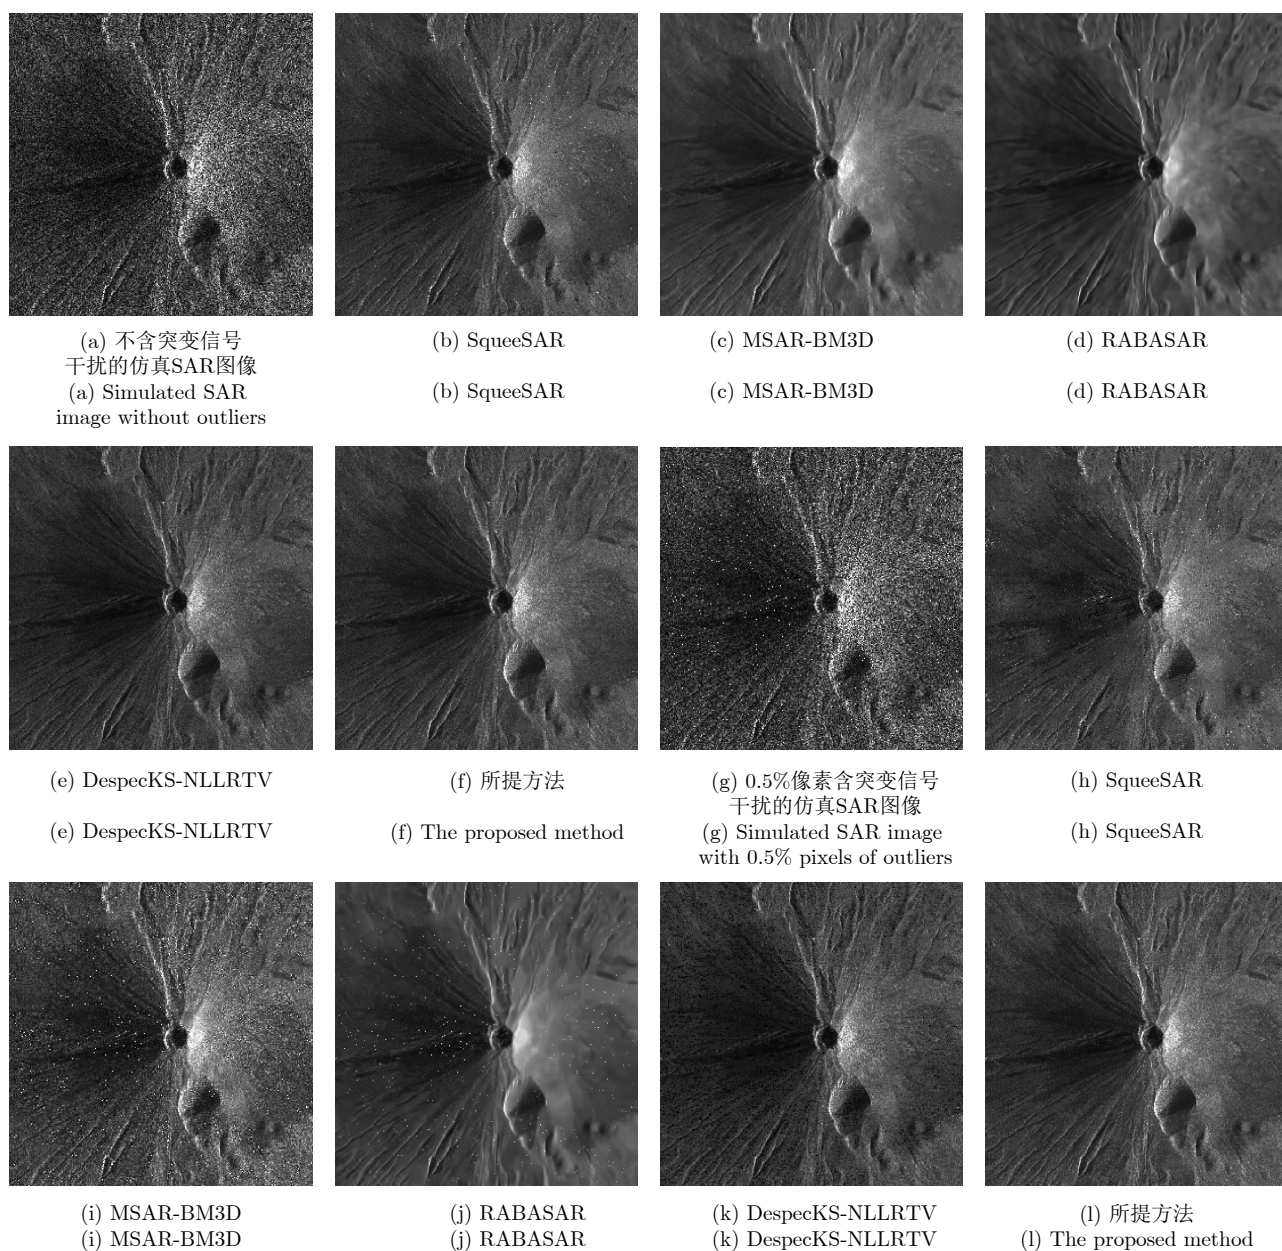 (a) 不含突变信号
干扰的仿真SAR图像
(a) Simulated SAR
image without outliers
(b) SqueeSAR
(b) SqueeSAR
(c) MSAR-BM3D
(c) MSAR-BM3D
(d) RABASAR
(d) RABASAR
(e) DespecKS-NLLRTV
(e) DespecKS-NLLRTV
(f) 所提方法
(f) The proposed method
(g) 0.5%像素含突变信号
干扰的仿真SAR图像
(g) Simulated SAR image
with 0.5% pixels of outliers
(h) SqueeSAR
(h) SqueeSAR
(i) MSAR-BM3D
(i) MSAR-BM3D
(j) RABASAR
(j) RABASAR
(k) DespecKS-NLLRTV
(k) DespecKS-NLLRTV
(l) 所提方法
(l) The proposed method